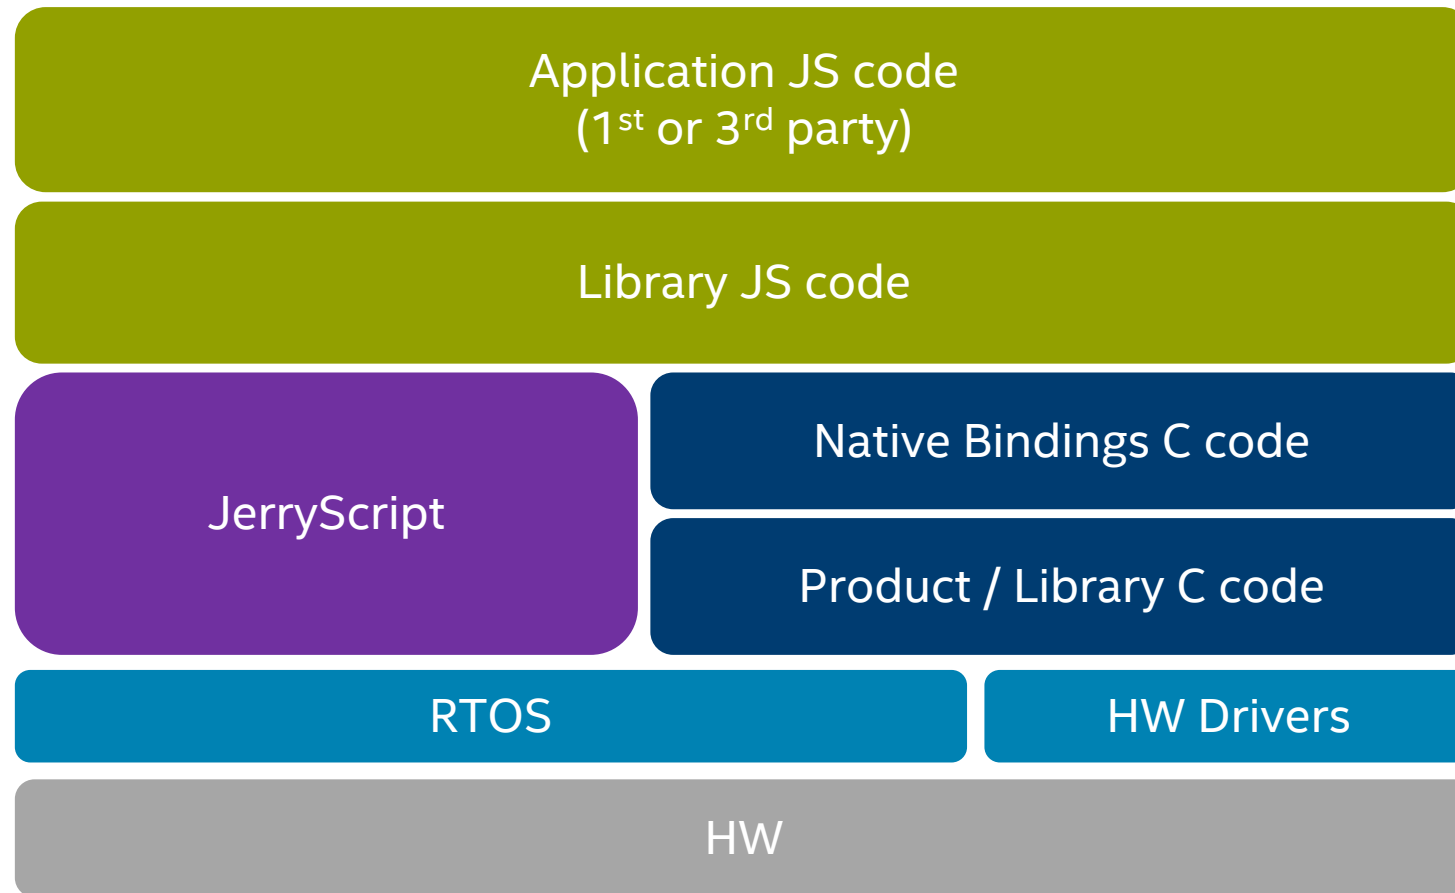 Application JS code
(1st or 3rd party)
Library JS code
JerryScript
Native Bindings C code
Product / Library C code
RTOS
HW Drivers
HW